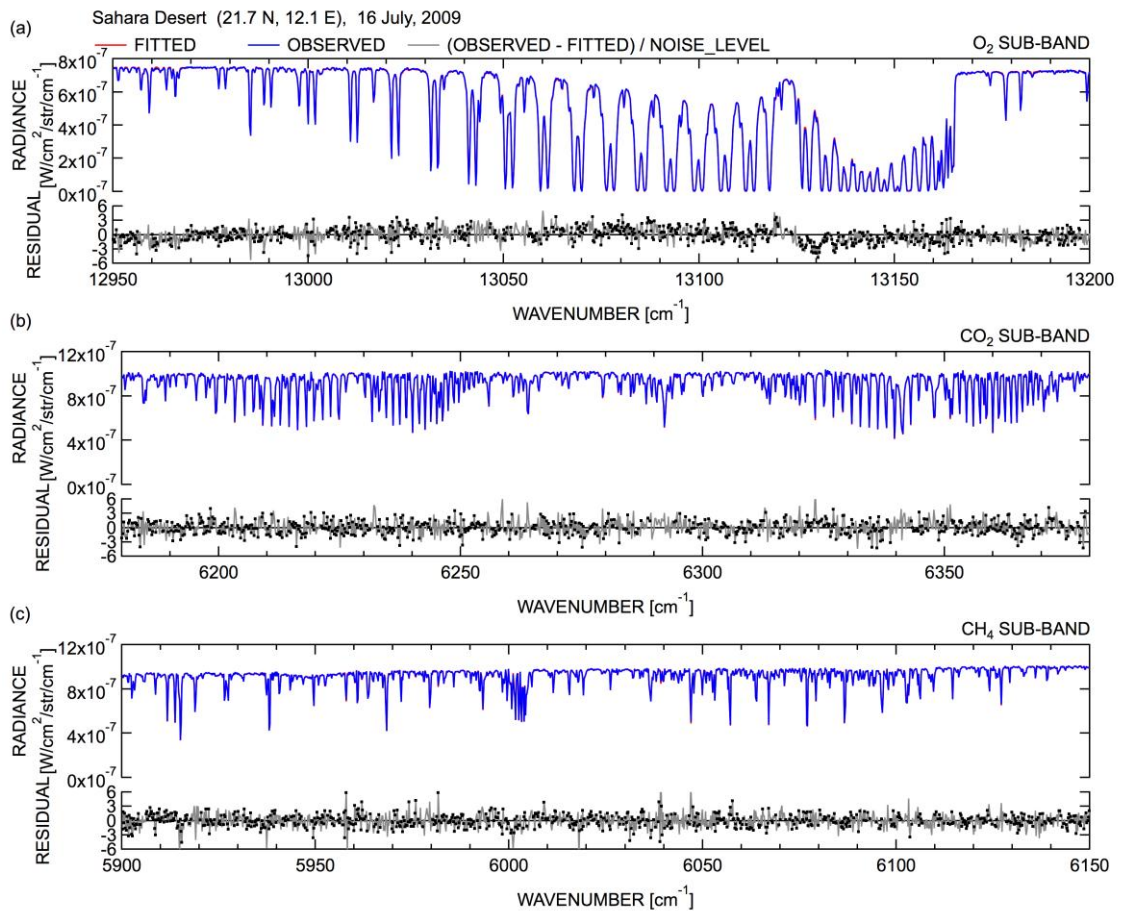 Sahara Desert (21.7 N, 12.1 E), 16 July, 2009
(a)
FITTED OBSERVED (OBSERVED - FITTED) / NOISE_LEVEL
O₂ SUB-BAND
RADIANCE
[W/cm²/str/cm⁻¹]
8x10⁻⁷
6x10⁻⁷
4x10⁻⁷
2x10⁻⁷
0x10⁻⁷
RESIDUAL
6
3
0
-3
-6
12950 13000 13050 13100 13150 13200
WAVENUMBER [cm⁻¹]
(b)
CO₂ SUB-BAND
RADIANCE
[W/cm²/str/cm⁻¹]
12x10⁻⁷
8x10⁻⁷
4x10⁻⁷
0x10⁻⁷
RESIDUAL
6
3
0
-3
-6
6200 6250 6300 6350
WAVENUMBER [cm⁻¹]
(c)
CH₄ SUB-BAND
RADIANCE
[W/cm²/str/cm⁻¹]
12x10⁻⁷
8x10⁻⁷
4x10⁻⁷
0x10⁻⁷
RESIDUAL
6
3
0
-3
-6
5900 5950 6000 6050 6100 6150
WAVENUMBER [cm⁻¹]